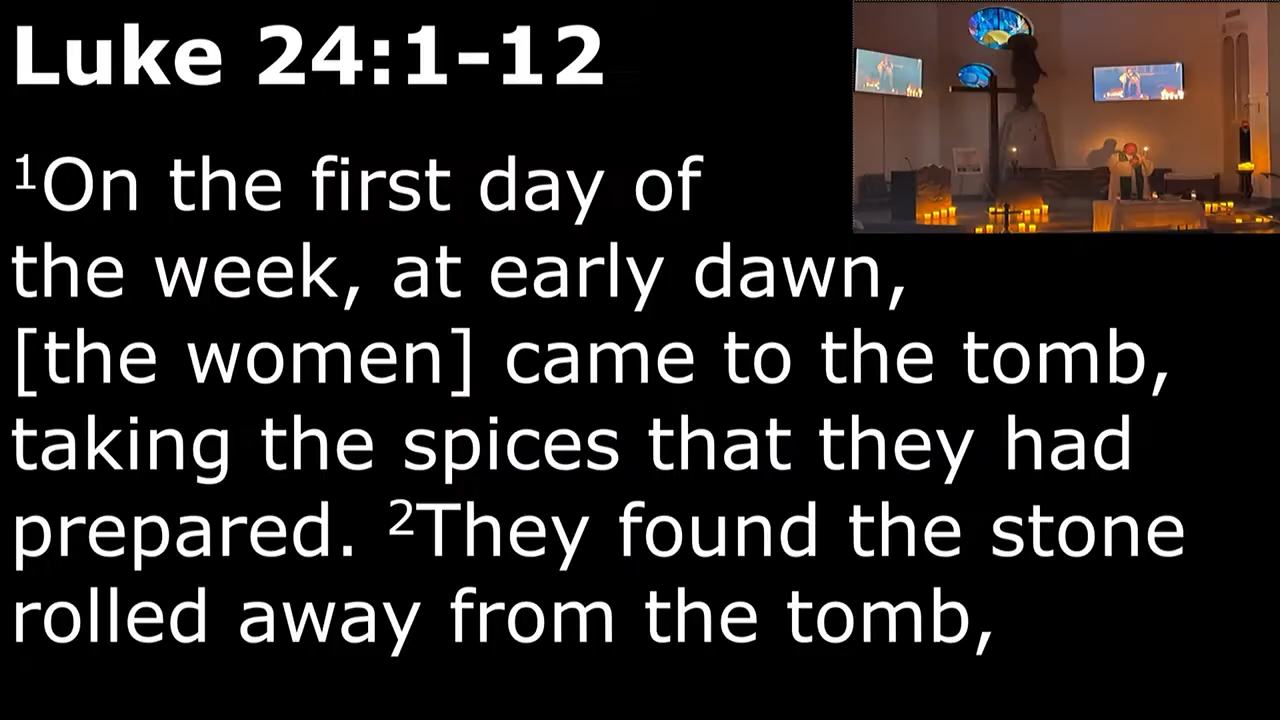 Luke 24:1-12
¹On the first day of
the week, at early dawn,
[the women] came to the tomb,
taking the spices that they had
prepared. ²They found the stone
rolled away from the tomb,